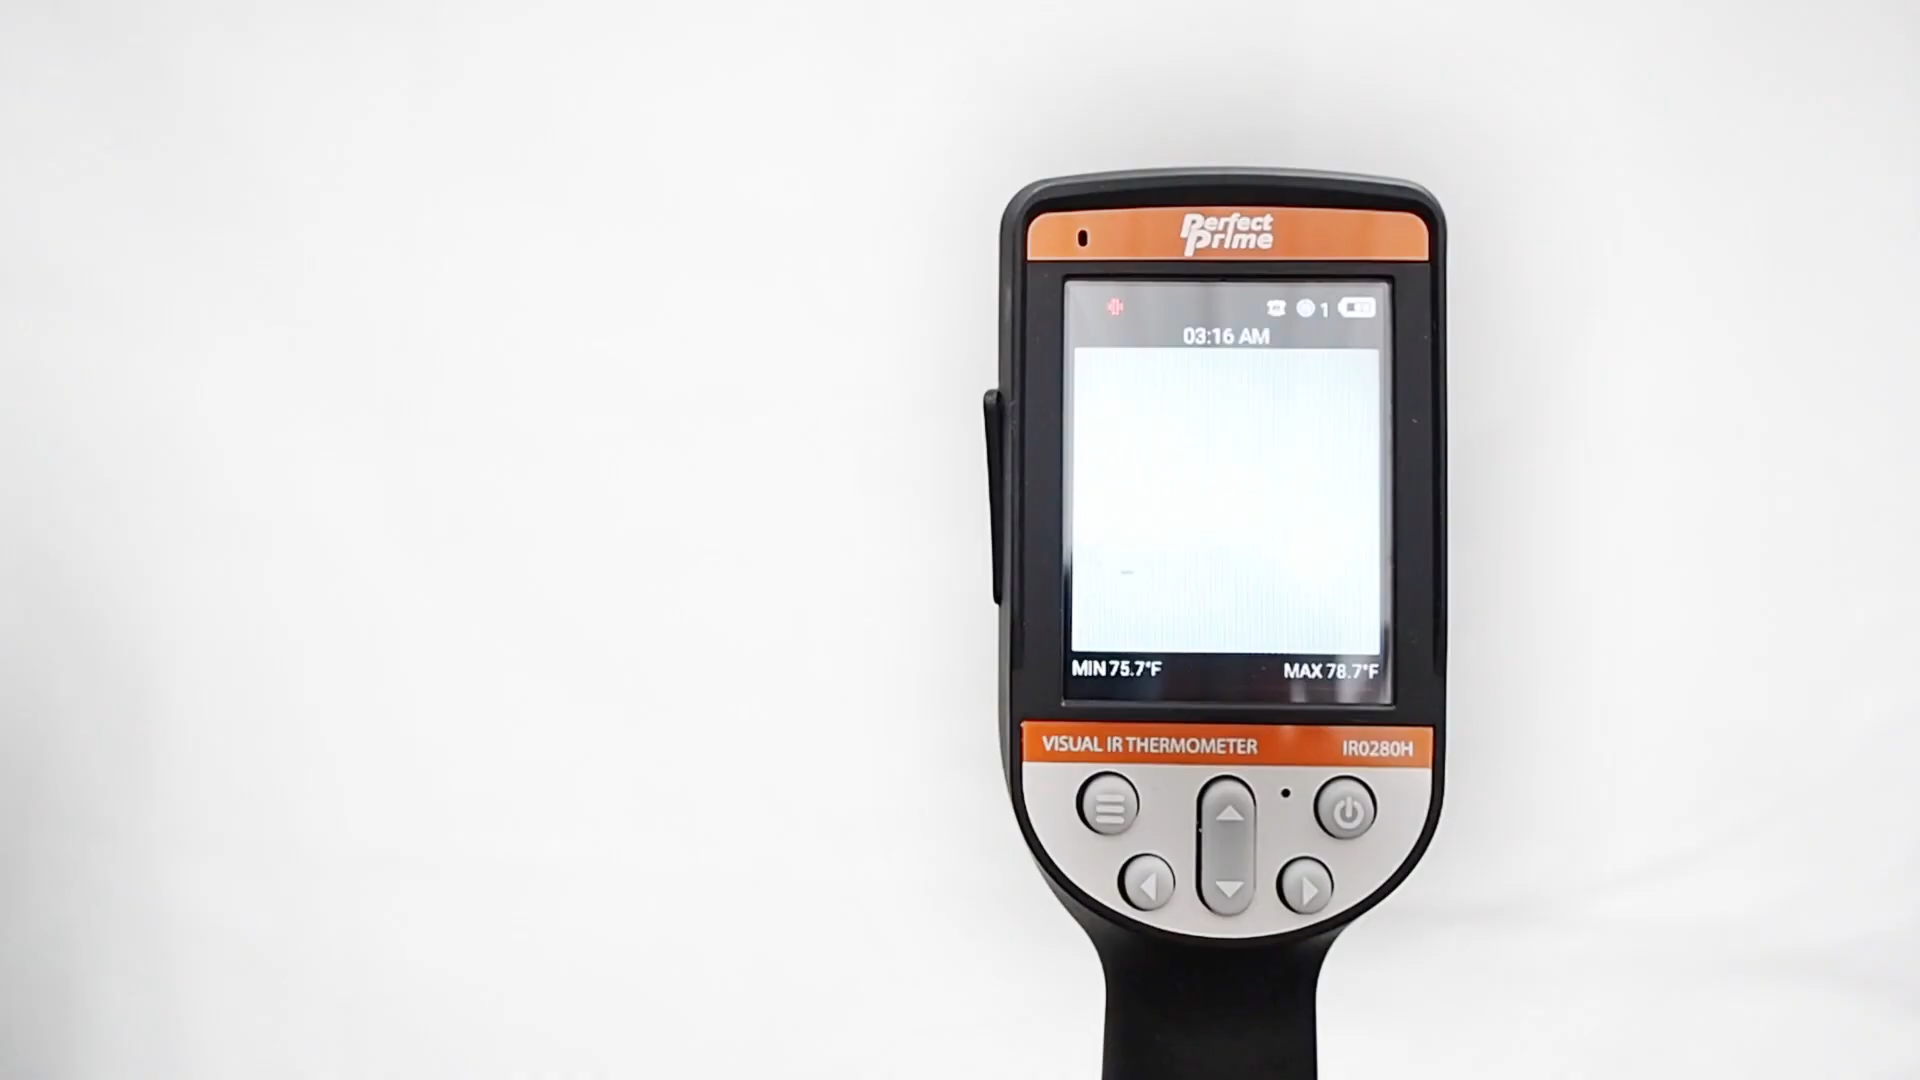 Perfect
Prime
1
03:16 AM
MIN 75.7°F MAX 78.7°F
VISUAL IR THERMOMETER IR0280H